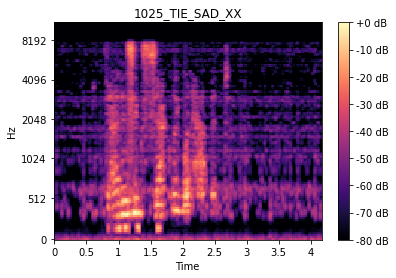 1025_TIE_SAD_XX
+0 dB
8192
-10 dB
4096
-20 dB
-30 dB
2048
Hz
-40 dB
1024
-50 dB
512
-60 dB
-70 dB
0
-80 dB
0 0.5 1 1.5 2 2.5 3 3.5 4
Time